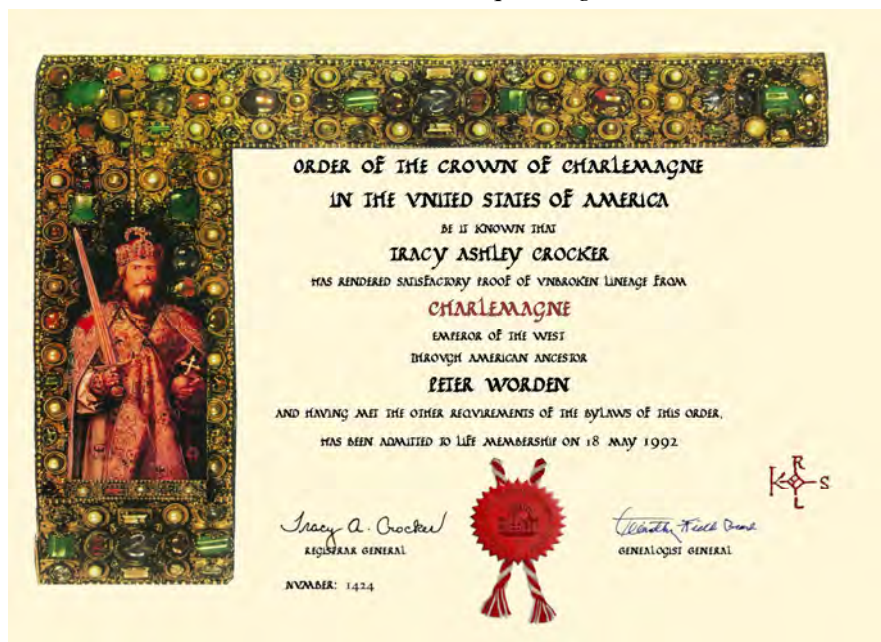 ORDER OF THE CROWN OF CHARLEMAGNE
IN THE VNITED STATES OF AMERICA
BE IT KNOWN THAT
TRACY ASHLEY CROCKER
HAS RENDERED SATISFACTORY PROOF OF VNBROKEN LINEAGE FROM
CHARLEMAGNE
EMPEROR OF THE WEST
THROVGH AMERICAN ANCESTOR
PETER WORDEN
AND HAVING MET THE OTHER REQVIREMENTS OF THE BYLAWS OF THIS ORDER,
HAS BEEN ADMITTED TO LIFE MEMBERSHIP ON 18 MAY 1992
K R S L
Tracy A. Crocker
REGISTRAR GENERAL
Timothy Field Beard
GENEALOGIST GENERAL
NVMBER: 1424